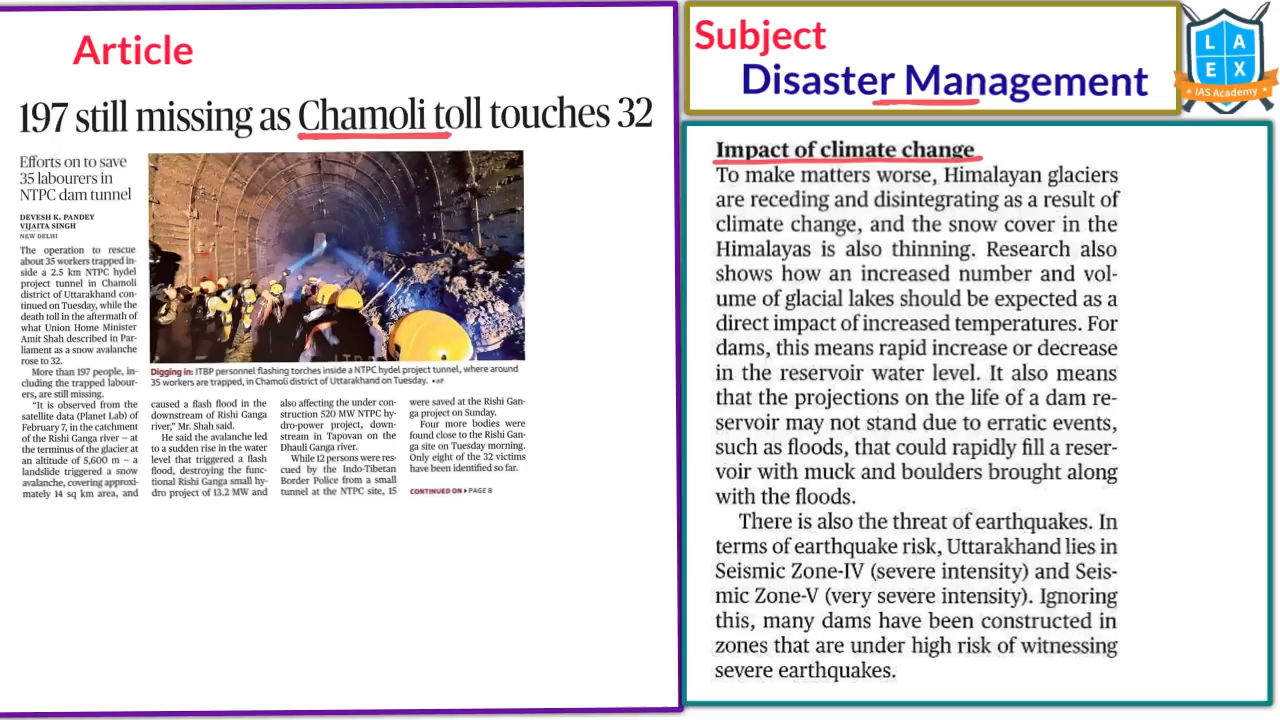 Article
197 still missing as Chamoli toll touches 32
Efforts on to save
35 labourers in
NTPC dam tunnel
DEVESH K. PANDEY
VIJAITA SINGH
NEW DELHI
The operation to rescue
about 35 workers trapped in-
side a 2.5 km NTPC hydel
project tunnel in Chamoli
district of Uttarakhand con-
tinued on Tuesday, while the
death toll in the aftermath of
what Union Home Minister
Amit Shah described in Par-
liament as a snow avalanche
rose to 32.
More than 197 people, in-
cluding the trapped labour-
ers, are still missing.
“It is observed from the
satellite data (Planet Lab) of
February 7, in the catchment
of the Rishi Ganga river – at
the terminus of the glacier at
an altitude of 5,600 m – a
landslide triggered a snow
avalanche, covering approxi-
mately 14 sq km area, and
Digging in: ITBP personnel flashing torches inside a NTPC hydel project tunnel, where around
35 workers are trapped, in Chamoli district of Uttarakhand on Tuesday. •AP
caused a flash flood in the
downstream of Rishi Ganga
river,” Mr. Shah said.
He said the avalanche led
to a sudden rise in the water
level that triggered a flash
flood, destroying the func-
tional Rishi Ganga small hy-
dro project of 13.2 MW and
also affecting the under con-
struction 520 MW NTPC hy-
dro-power project, down-
stream in Tapovan on the
Dhauli Ganga river.
While 12 persons were res-
cued by the Indo-Tibetan
Border Police from a small
tunnel at the NTPC site, 15
were saved at the Rishi Gan-
ga project on Sunday.
Four more bodies were
found close to the Rishi Gan-
ga site on Tuesday morning.
Only eight of the 32 victims
have been identified so far.
CONTINUED ON ▸ PAGE 8
Subject
Disaster Management
L A
E X
IAS Academy
Impact of climate change
To make matters worse, Himalayan glaciers
are receding and disintegrating as a result of
climate change, and the snow cover in the
Himalayas is also thinning. Research also
shows how an increased number and vol-
ume of glacial lakes should be expected as a
direct impact of increased temperatures. For
dams, this means rapid increase or decrease
in the reservoir water level. It also means
that the projections on the life of a dam re-
servoir may not stand due to erratic events,
such as floods, that could rapidly fill a reser-
voir with muck and boulders brought along
with the floods.
There is also the threat of earthquakes. In
terms of earthquake risk, Uttarakhand lies in
Seismic Zone-IV (severe intensity) and Seis-
mic Zone-V (very severe intensity). Ignoring
this, many dams have been constructed in
zones that are under high risk of witnessing
severe earthquakes.